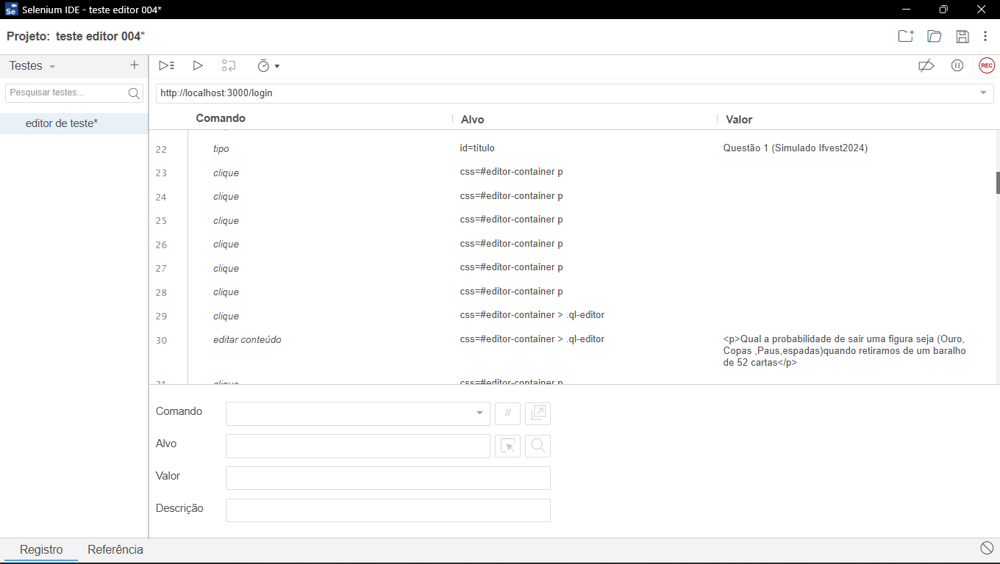 Selenium IDE - teste editor 004*
Projeto: teste editor 004*
Testes
+
REC
Pesquisar testes...
http://localhost:3000/login
editor de teste*
Comando Alvo Valor
22 tipo id=título Questão 1 (Simulado Ifvest2024)
23 clique css=#editor-container p
24 clique css=#editor-container p
25 clique css=#editor-container p
26 clique css=#editor-container p
27 clique css=#editor-container p
28 clique css=#editor-container p
29 clique css=#editor-container > .ql-editor
30 editar conteúdo css=#editor-container > .ql-editor <p>Qual a probabilidade de sair uma figura seja (Ouro,
Copas ,Paus,espadas)quando retiramos de um baralho
de 52 cartas</p>
31 clique css=#editor-container p
Comando
//
Alvo
Valor
Descrição
Registro Referência